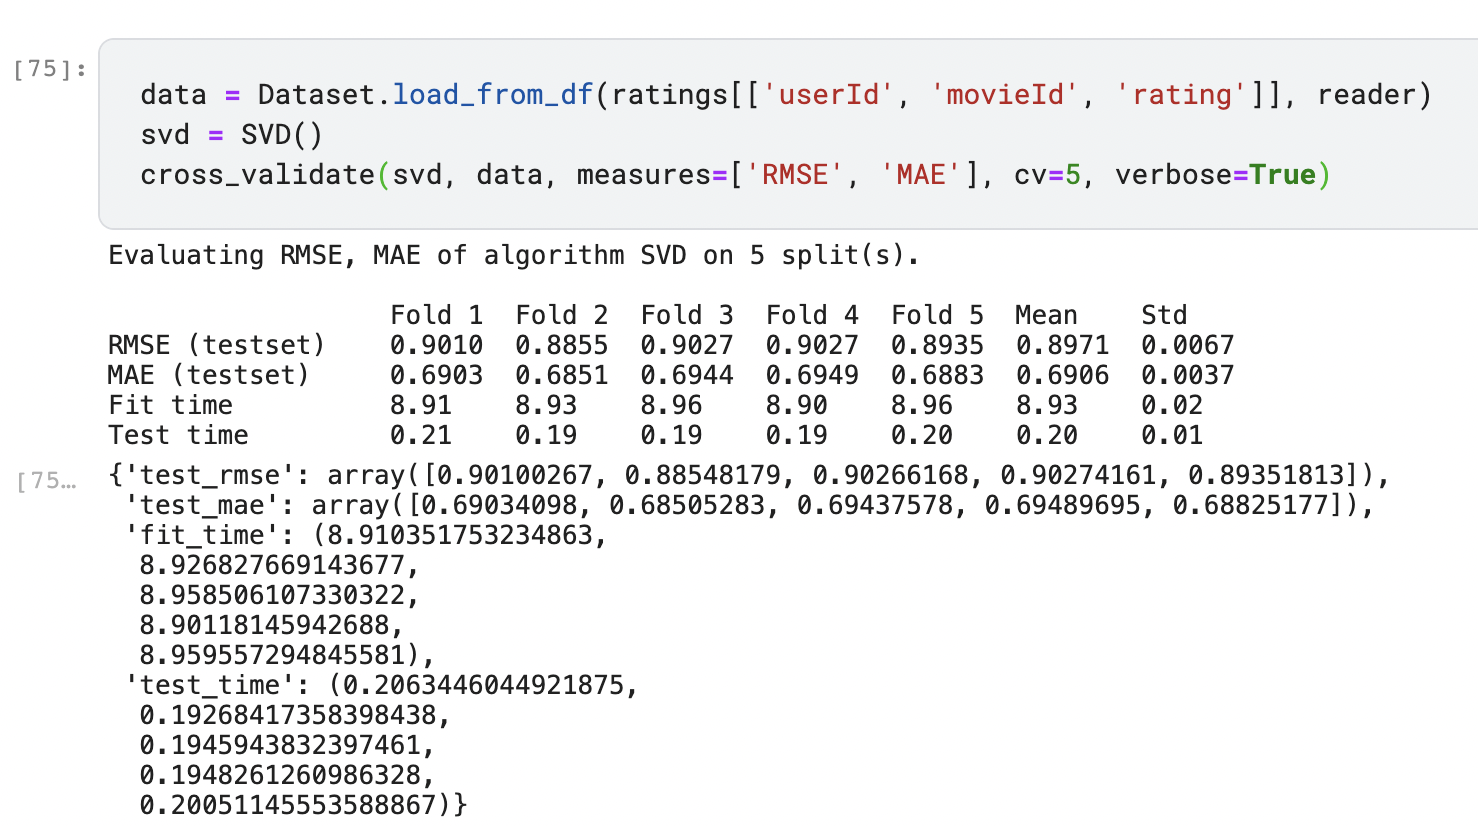 [75]:
data = Dataset.load_from_df(ratings[['userId', 'movieId', 'rating']], reader)
svd = SVD()
cross_validate(svd, data, measures=['RMSE', 'MAE'], cv=5, verbose=True)
Evaluating RMSE, MAE of algorithm SVD on 5 split(s).
Fold 1  Fold 2  Fold 3  Fold 4  Fold 5  Mean    Std
RMSE (testset)    0.9010  0.8855  0.9027  0.9027  0.8935  0.8971  0.0067
MAE (testset)     0.6903  0.6851  0.6944  0.6949  0.6883  0.6906  0.0037
Fit time          8.91    8.93    8.96    8.90    8.96    8.93    0.02
Test time         0.21    0.19    0.19    0.19    0.20    0.20    0.01
[75…
{'test_rmse': array([0.90100267, 0.88548179, 0.90266168, 0.90274161, 0.89351813]),
'test_mae': array([0.69034098, 0.68505283, 0.69437578, 0.69489695, 0.68825177]),
'fit_time': (8.910351753234863,
8.926827669143677,
8.958506107330322,
8.90118145942688,
8.959557294845581),
'test_time': (0.2063446044921875,
0.19268417358398438,
0.1945943832397461,
0.1948261260986328,
0.20051145553588867)}